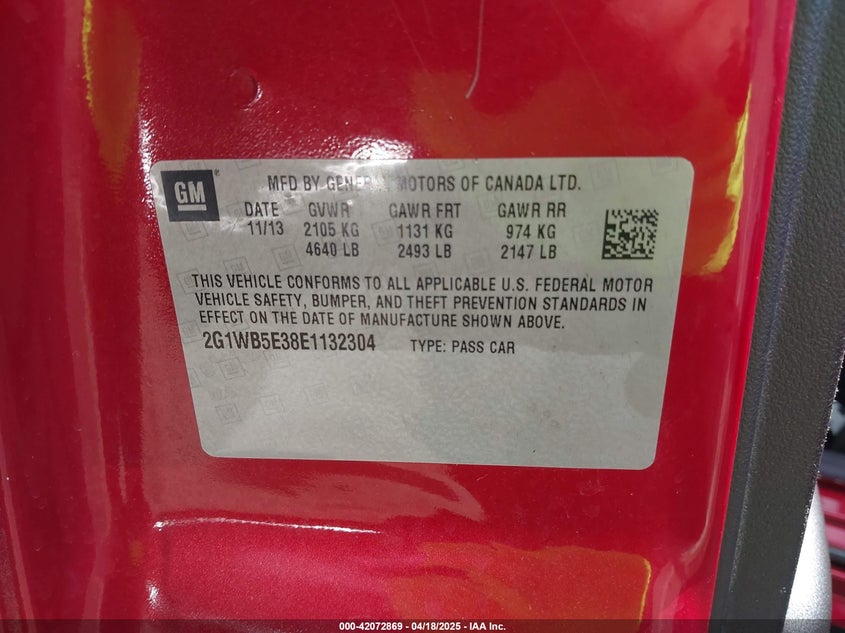 GM
MFD BY GENERAL MOTORS OF CANADA LTD.
DATE GVWR GAWR FRT GAWR RR
11/13 2105 KG 1131 KG 974 KG
4640 LB 2493 LB 2147 LB
THIS VEHICLE CONFORMS TO ALL APPLICABLE U.S. FEDERAL MOTOR
VEHICLE SAFETY, BUMPER, AND THEFT PREVENTION STANDARDS IN
EFFECT ON THE DATE OF MANUFACTURE SHOWN ABOVE.
2G1WB5E38E1132304 TYPE: PASS CAR
000-42072869 - 04/18/2025 - IAA Inc.